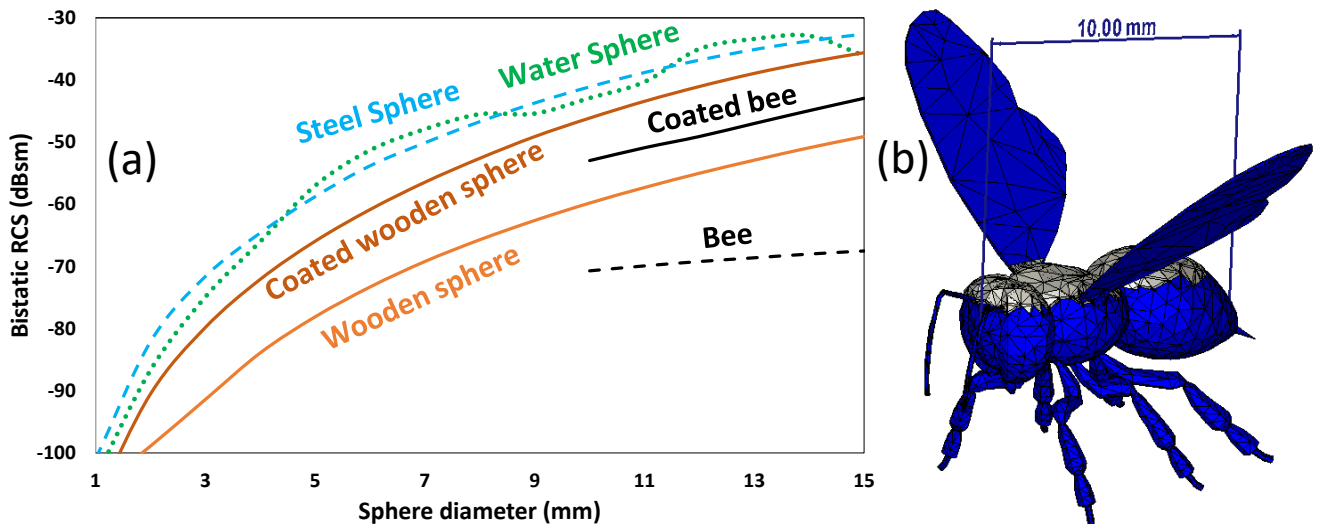 -30
-40
-50
-60
-70
-80
-90
-100
Bistatic RCS (dBsm)
(a)
Steel Sphere
Water Sphere
Coated wooden sphere
Wooden sphere
Coated bee
Bee
1 3 5 7 9 11 13 15
Sphere diameter (mm)
(b)
10.00 mm